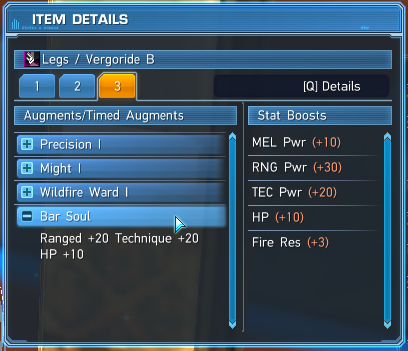 ITEM DETAILS
Legs / Vergoride B
1 2 3 [Q] Details
Augments/Timed Augments
Precision I
Might I
Wildfire Ward I
Bar Soul
Ranged +20 Technique +20
HP +10
Stat Boosts
MEL Pwr (+10)
RNG Pwr (+30)
TEC Pwr (+20)
HP (+10)
Fire Res (+3)